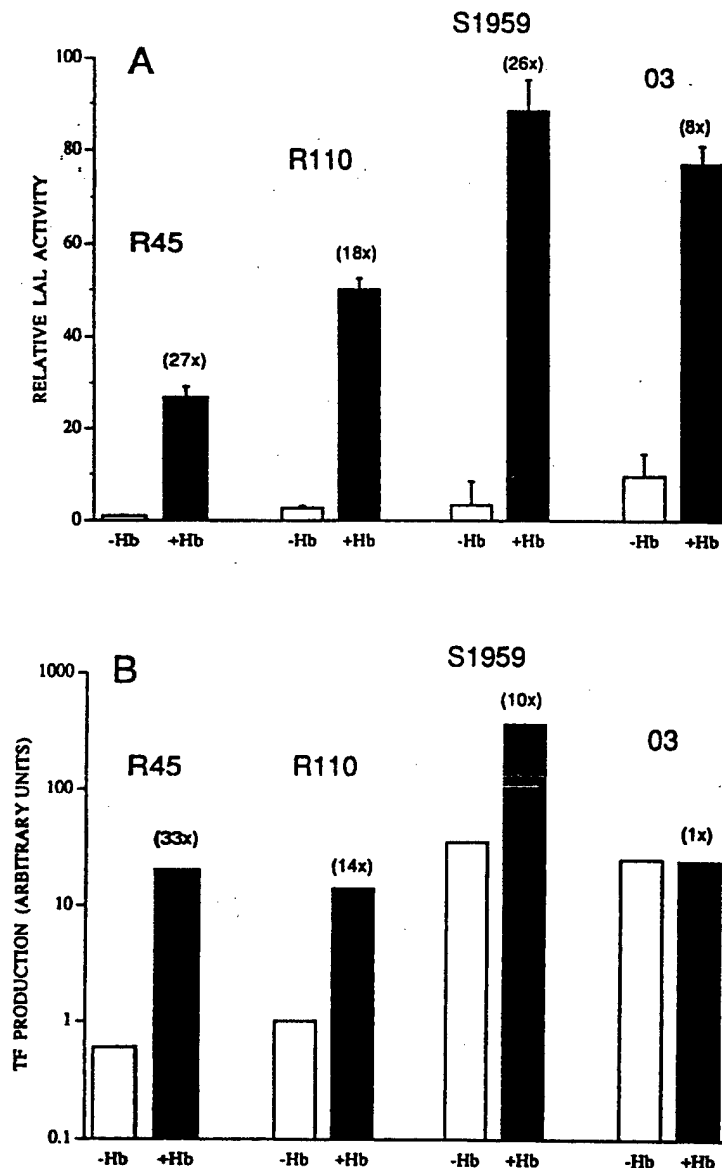 S1959
A
100
(26x)
03
(8x)
80
R110
60
R45
(18x)
40
(27x)
20
0
RELATIVE LAL ACTIVITY
-Hb +Hb -Hb +Hb -Hb +Hb -Hb +Hb
B
1000
S1959
(10x)
R45
R110
03
100
(33x)
(14x)
(1x)
10
1
0.1
TF PRODUCTION (ARBITRARY UNITS)
-Hb +Hb -Hb +Hb -Hb +Hb -Hb +Hb